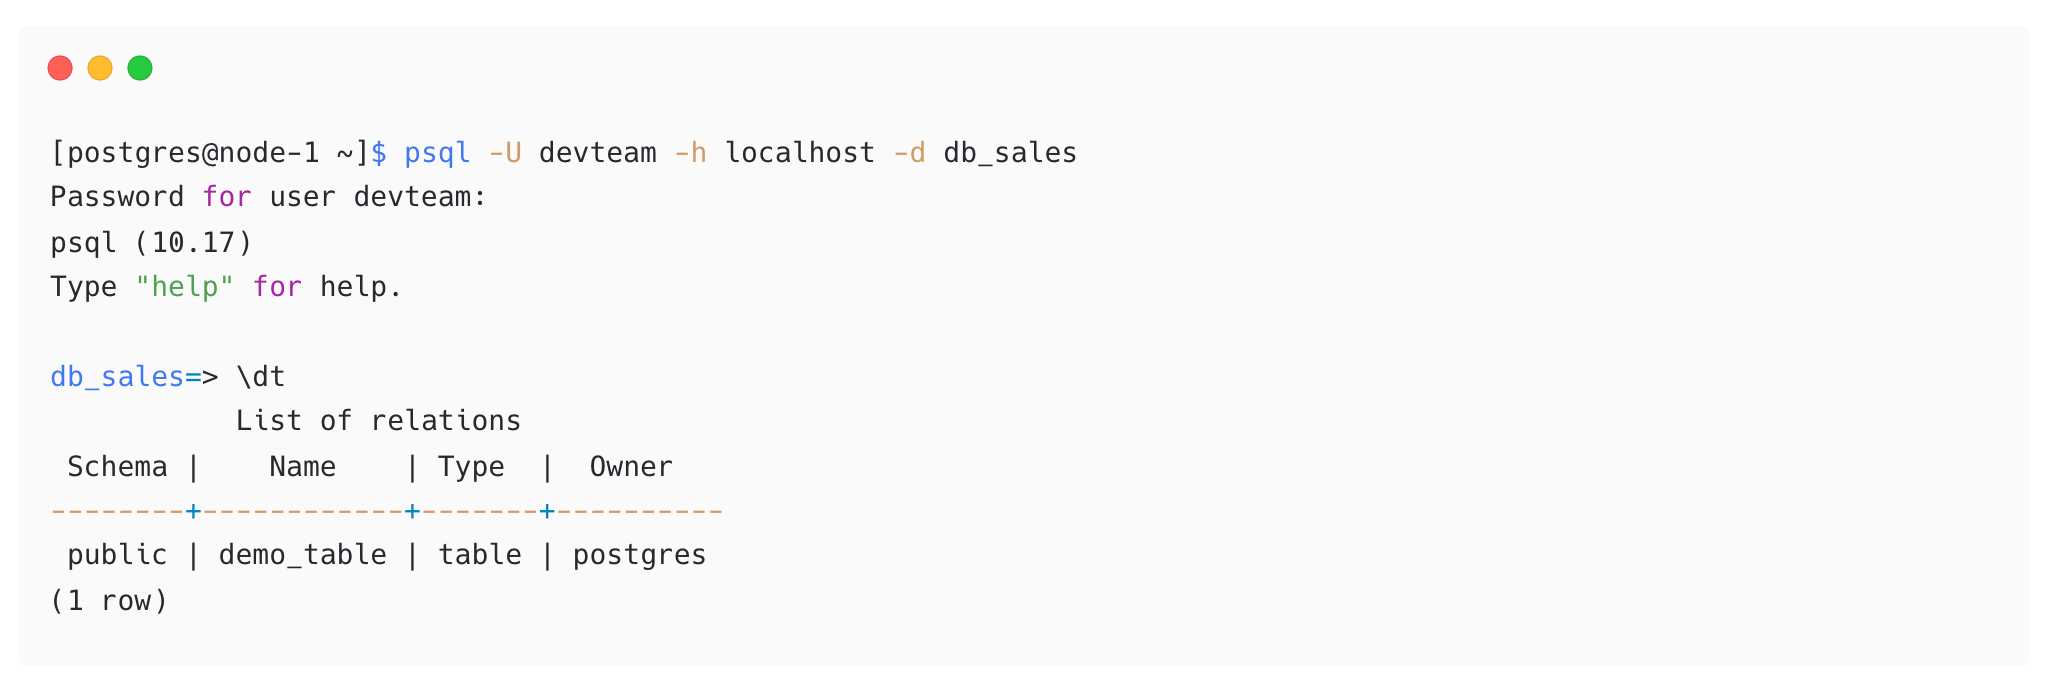 [postgres@node-1 ~]$ psql -U devteam -h localhost -d db_sales
Password for user devteam:
psql (10.17)
Type "help" for help.

db_sales=> \dt
           List of relations
 Schema |    Name    | Type  |  Owner
--------+------------+-------+----------
 public | demo_table | table | postgres
(1 row)